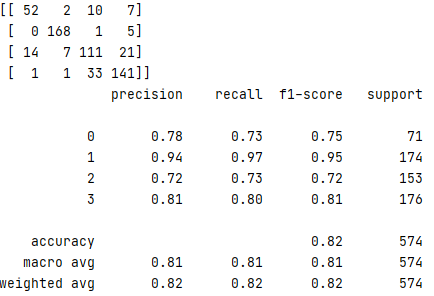 [[ 52 2 10 7]
[ 0 168 1 5]
[ 14 7 111 21]
[ 1 1 33 141]]
precision recall f1-score support
0 0.78 0.73 0.75 71
1 0.94 0.97 0.95 174
2 0.72 0.73 0.72 153
3 0.81 0.80 0.81 176
accuracy 0.82 574
macro avg 0.81 0.81 0.81 574
weighted avg 0.82 0.82 0.82 574